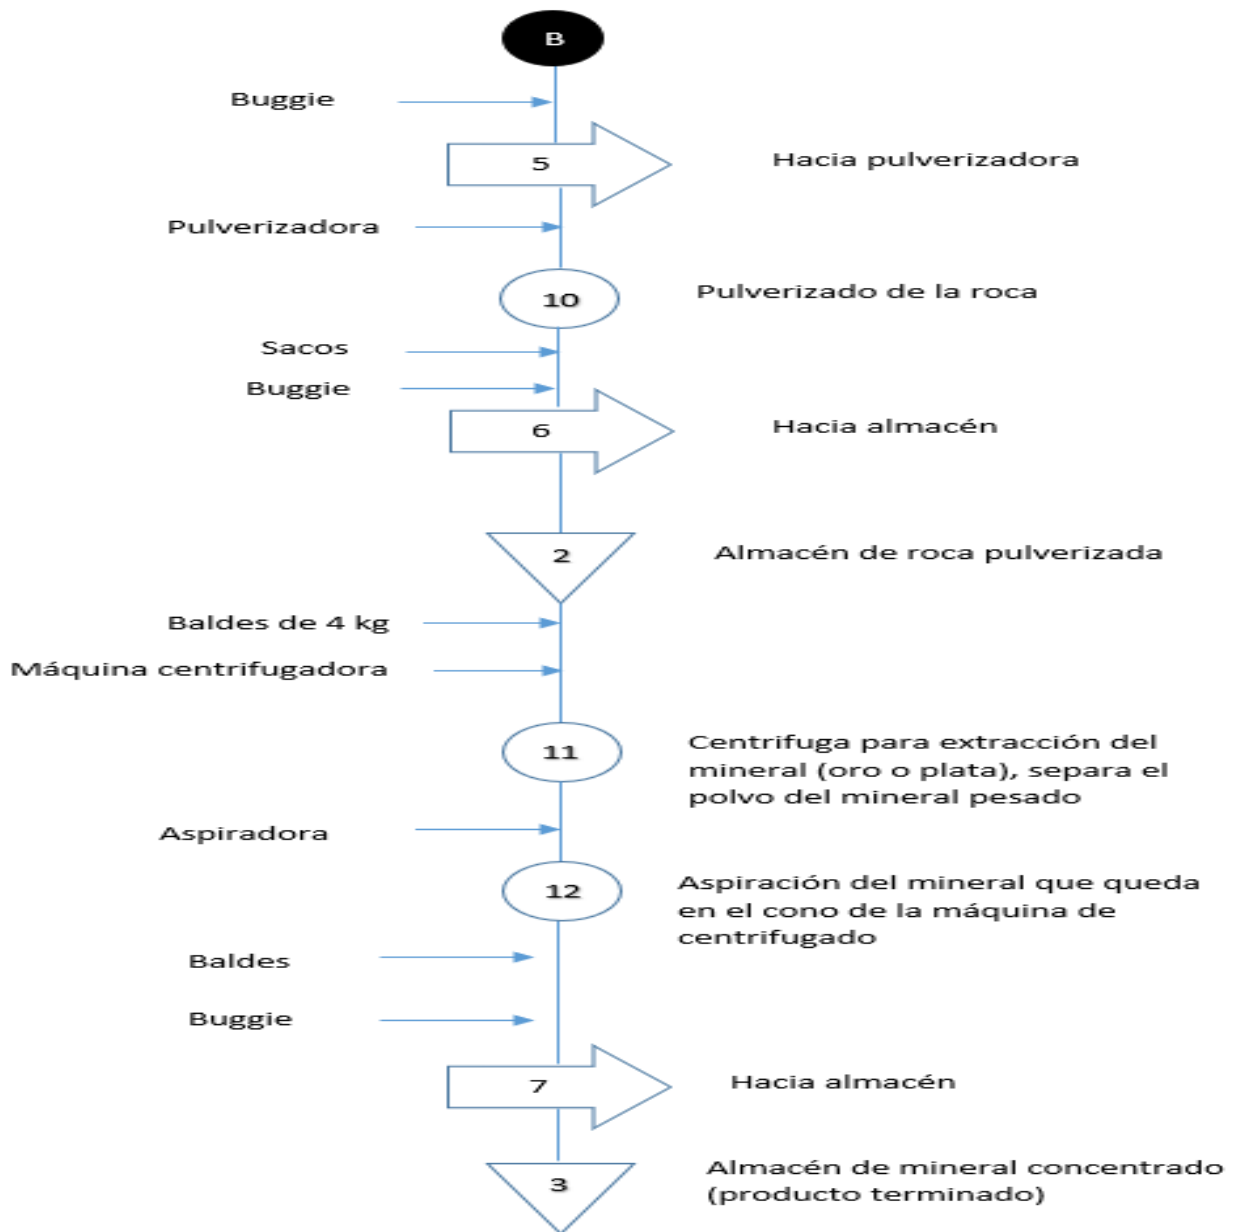 B
Buggie
5
Hacia pulverizadora
Pulverizadora
10
Pulverizado de la roca
Sacos
Buggie
6
Hacia almacén
2
Almacén de roca pulverizada
Baldes de 4 kg
Máquina centrifugadora
11
Centrifuga para extracción del
mineral (oro o plata), separa el
polvo del mineral pesado
Aspiradora
12
Aspiración del mineral que queda
en el cono de la máquina de
centrifugado
Baldes
Buggie
7
Hacia almacén
3
Almacén de mineral concentrado
(producto terminado)